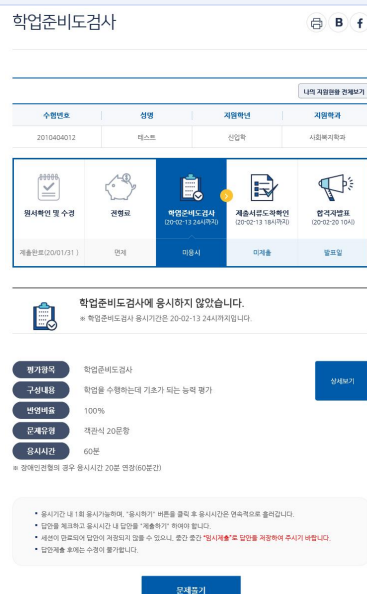 학업준비도검사
B f
나의 지원현황 전체보기
수험번호 성명 지원학년 지원학과
2010404012 테스트 신입학 사회복지학과
원서확인 및 수정 전형료 학업준비도검사 제출서류도착확인 합격자발표
(20-02-13 24시까지) (20-02-13 18시까지) (20-02-20 10시)
제출완료(20/01/31 ) 면제 미응시 미제출 발표일
학업준비도검사에 응시하지 않았습니다.
※ 학업준비도검사 응시기간은 20-02-13 24시까지입니다.
평가항목 학업준비도검사
상세보기
구성내용 학업을 수행하는데 기초가 되는 능력 평가
반영비율 100%
문제유형 객관식 20문항
응시시간 60분
※ 장애인전형의 경우 응시시간 20분 연장(60분간)
• 응시기간 내 1회 응시가능하며, "응시하기" 버튼을 클릭 후 응시시간은 연속적으로 흘러갑니다.
• 답안을 체크하고 응시시간 내 답안을 "제출하기" 하여야 합니다.
• 세션이 만료되어 답안이 저장되지 않을 수 있으니, 중간 중간 "임시제출"로 답안을 저장하여 주시기 바랍니다.
• 답안제출 후에는 수정이 불가합니다.
문제풀기